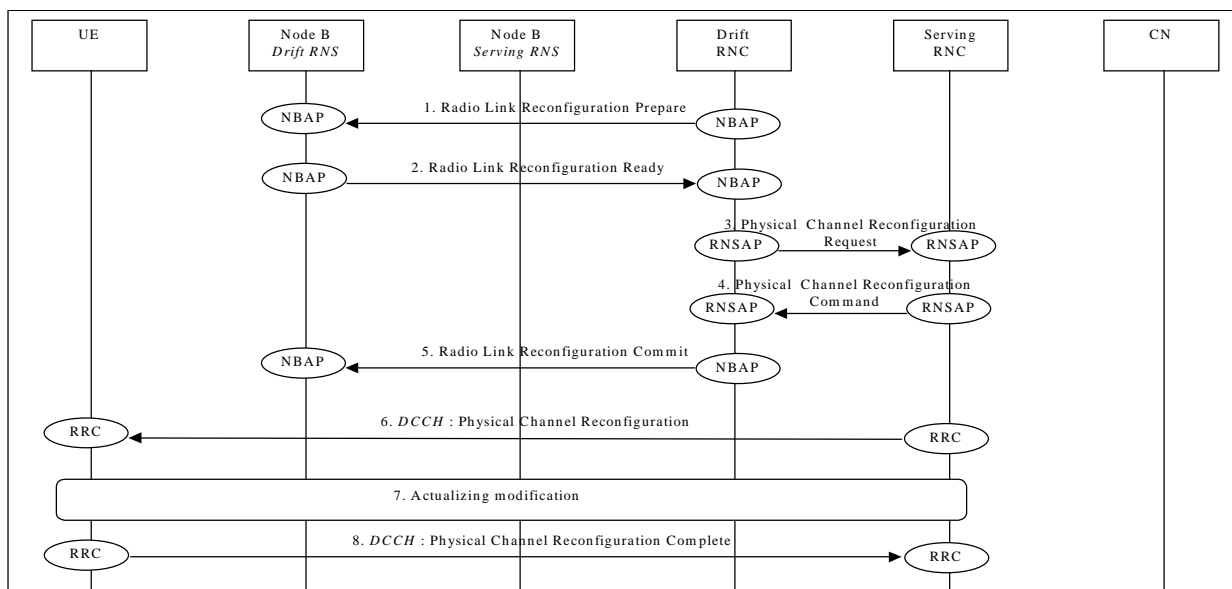 UE
Node B
Drift RNS
Node B
Serving RNS
Drift
RNC
Serving
RNC
CN
1. Radio Link Reconfiguration Prepare
NBAP
NBAP
2. Radio Link Reconfiguration Ready
NBAP
NBAP
3. Physical Channel Reconfiguration
Request
RNSAP
RNSAP
4. Physical Channel Reconfiguration
Command
RNSAP
RNSAP
5. Radio Link Reconfiguration Commit
NBAP
NBAP
6. DCCH : Physical Channel Reconfiguration
RRC
RRC
7. Actualizing modification
8. DCCH : Physical Channel Reconfiguration Complete
RRC
RRC